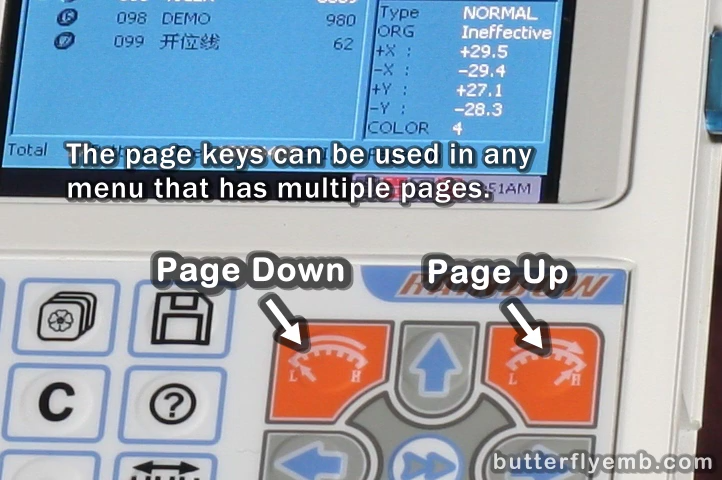 098 DEMO 980
099 开位线 62
Type NORMAL
ORG Ineffective
+X : +29.5
-X : -29.4
+Y : +27.1
-Y : -28.3
COLOR 4
Total
The page keys can be used in any
menu that has multiple pages.
51AM
Page Down
Page Up
RAINBOW
L H
L H
C
?
butterflyemb.com